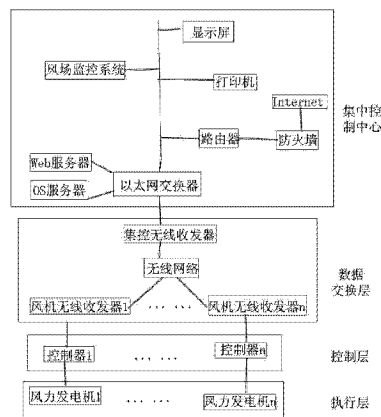 显示屏
风场监控系统
打印机
Internet
集中控
制中心
路由器
防火墙
Web服务器
OS服务器
以太网交换器
集控无线收发器
无线网络
数据
交换层
风机无线收发器1
... ...
风机无线收发器n
控制器1
... ...
控制器n
控制层
风力发电机1
... ...
风力发电机n
执行层